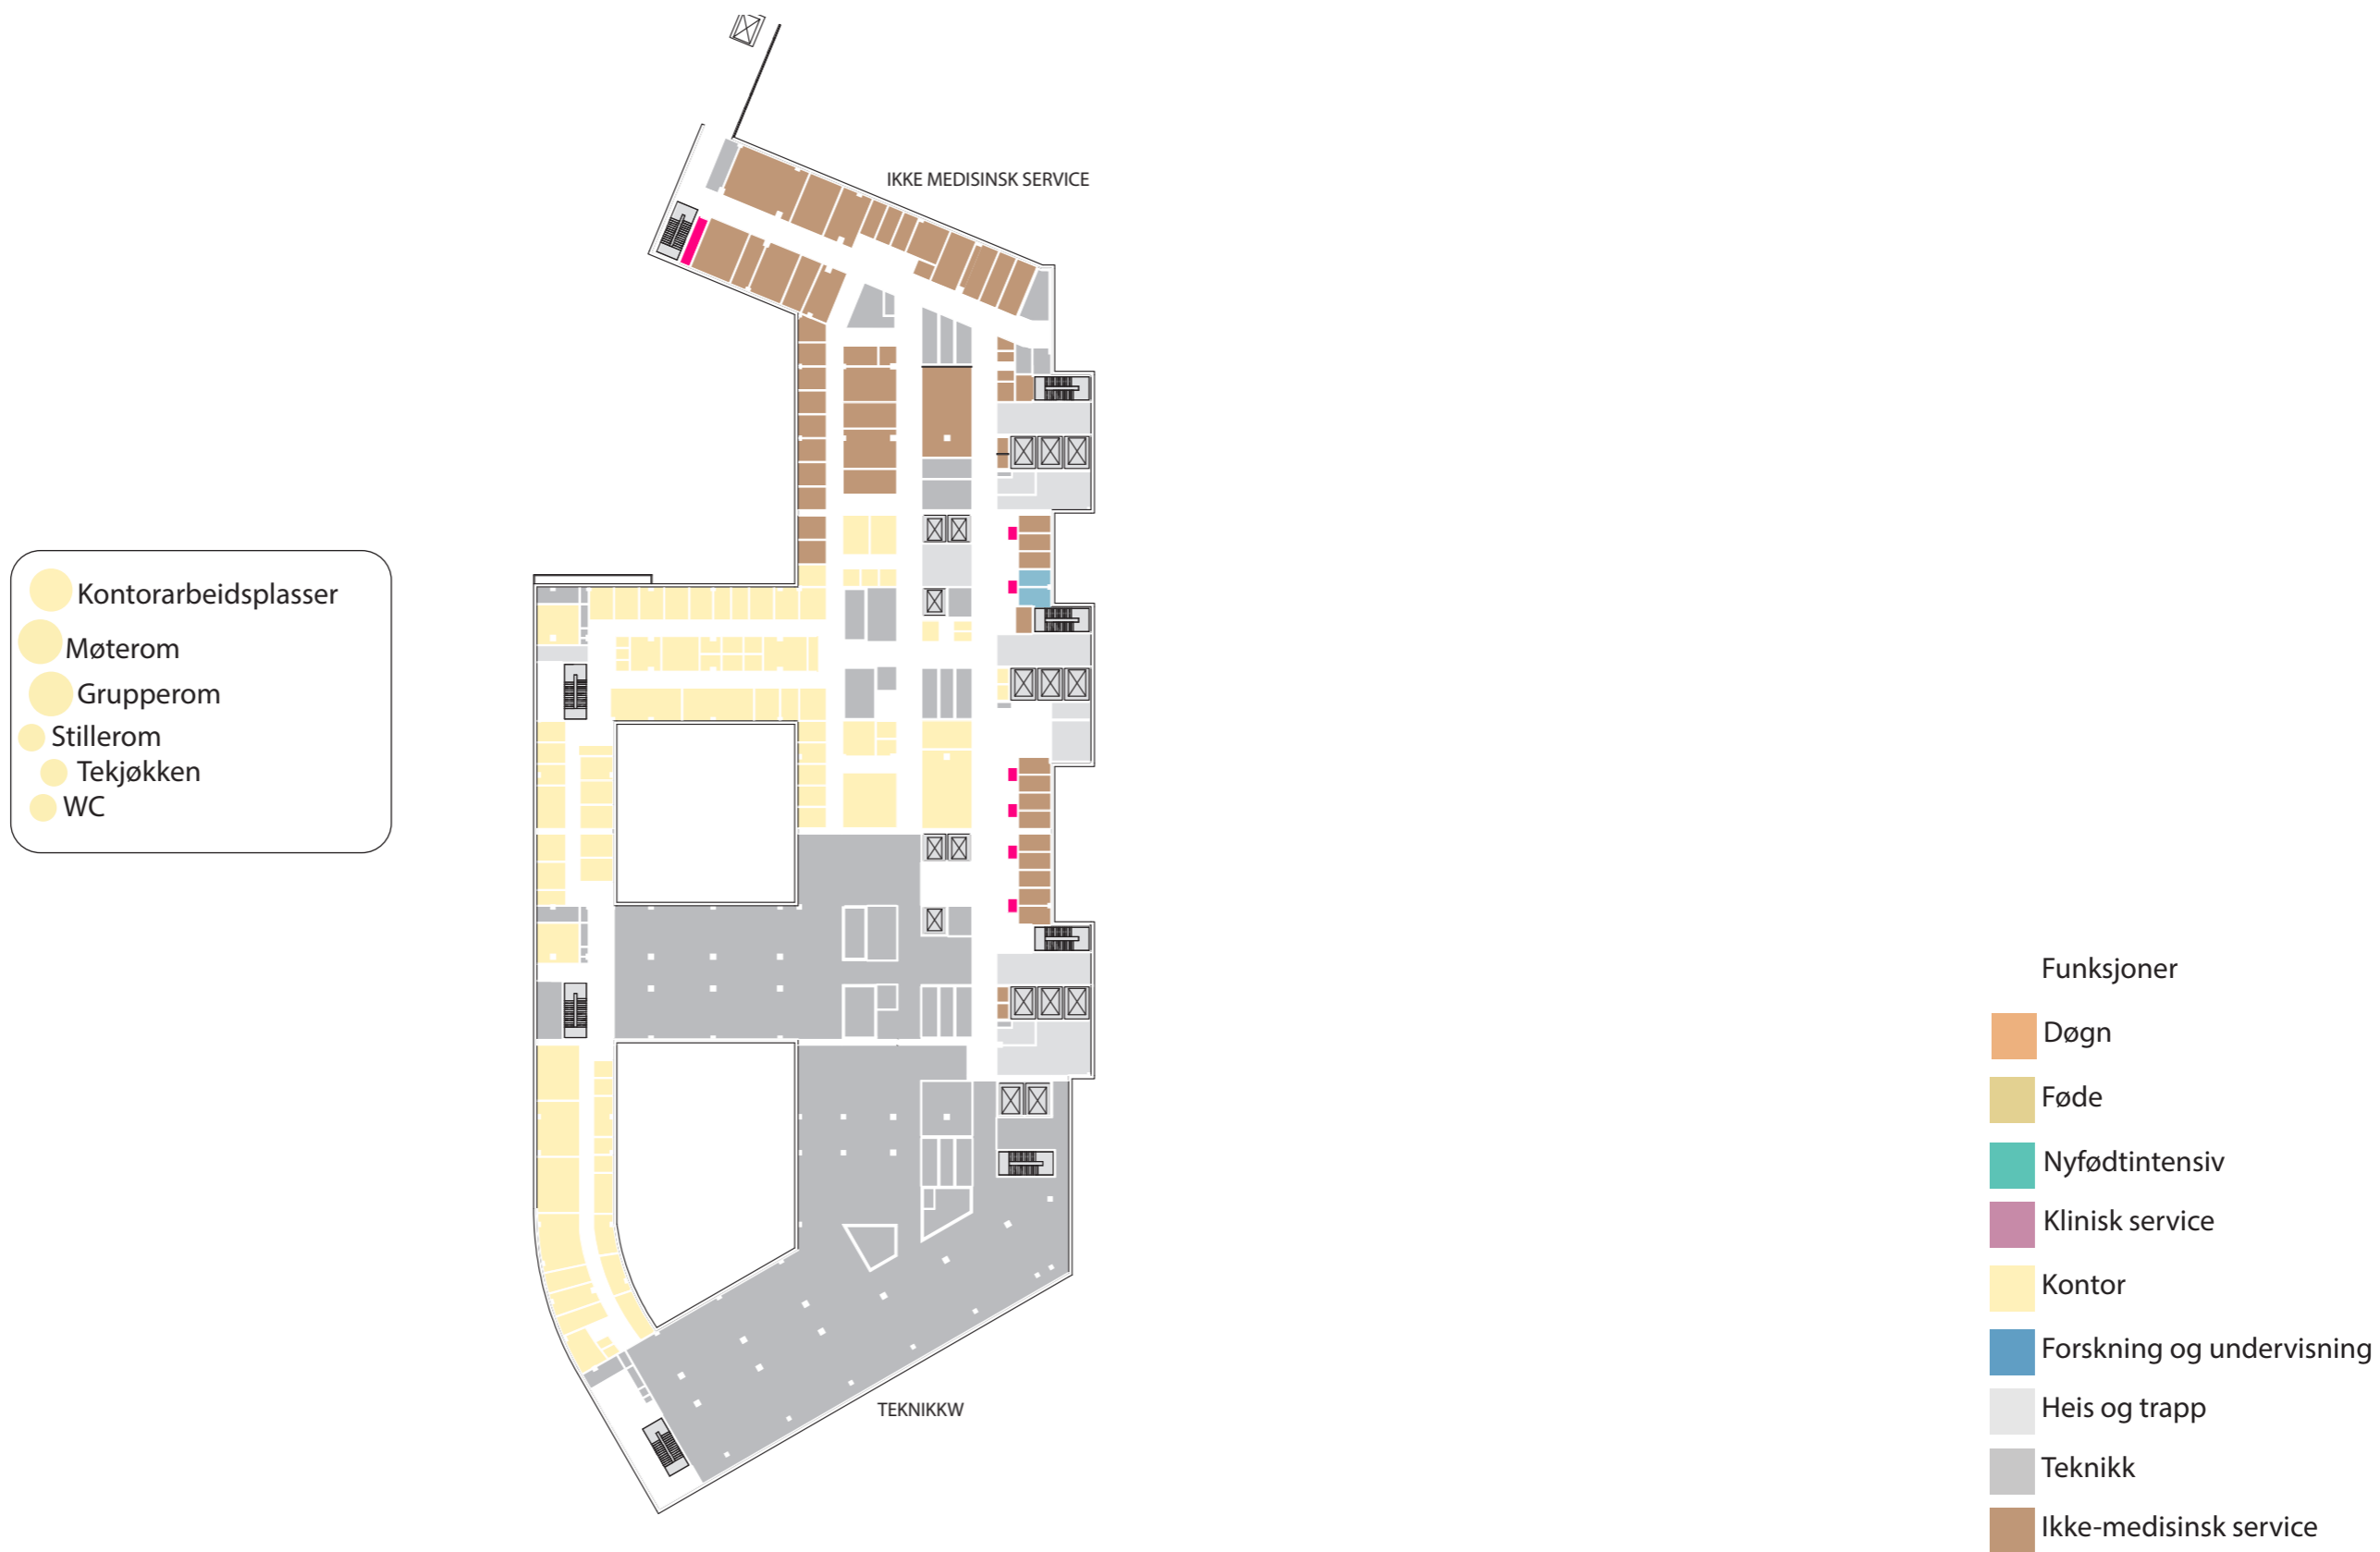 IKKE MEDISINSK SERVICE
Kontorarbeidsplasser
Møterom
Grupperom
Stillerom
Tekjøkken
WC
TEKNIKKW
Funksjoner
Døgn
Føde
Nyfødtintensiv
Klinisk service
Kontor
Forskning og undervisning
Heis og trapp
Teknikk
Ikke-medisinsk service